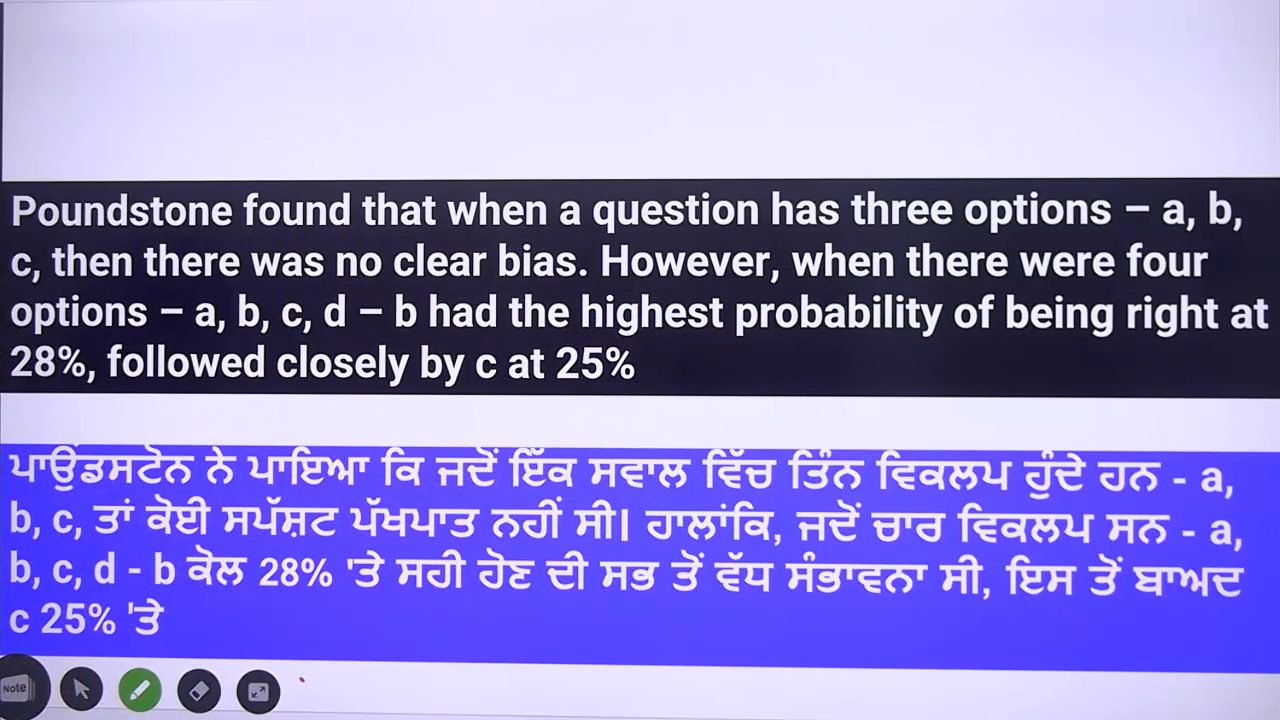 Poundstone found that when a question has three options – a, b,
c, then there was no clear bias. However, when there were four
options – a, b, c, d – b had the highest probability of being right at
28%, followed closely by c at 25%
ਪਾਉਂਡਸਟੋਨ ਨੇ ਪਾਇਆ ਕਿ ਜਦੋਂ ਇੱਕ ਸਵਾਲ ਵਿੱਚ ਤਿੰਨ ਵਿਕਲਪ ਹੁੰਦੇ ਹਨ - a,
b, c, ਤਾਂ ਕੋਈ ਸਪੱਸ਼ਟ ਪੱਖਪਾਤ ਨਹੀਂ ਸੀ। ਹਾਲਾਂਕਿ, ਜਦੋਂ ਚਾਰ ਵਿਕਲਪ ਸਨ - a,
b, c, d - b ਕੋਲ 28% 'ਤੇ ਸਹੀ ਹੋਣ ਦੀ ਸਭ ਤੋਂ ਵੱਧ ਸੰਭਾਵਨਾ ਸੀ, ਇਸ ਤੋਂ ਬਾਅਦ
c 25% 'ਤੇ
Note